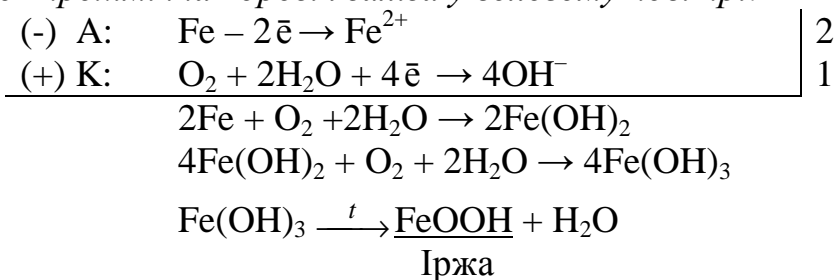 (-) A: Fe – 2ē → Fe²⁺ | 2
(+) K: O₂ + 2H₂O + 4ē → 4OH⁻ | 1
2Fe + O₂ +2H₂O → 2Fe(OH)₂
4Fe(OH)₂ + O₂ + 2H₂O → 4Fe(OH)₃
Fe(OH)₃ —t→ FeOOH + H₂O
Іржа